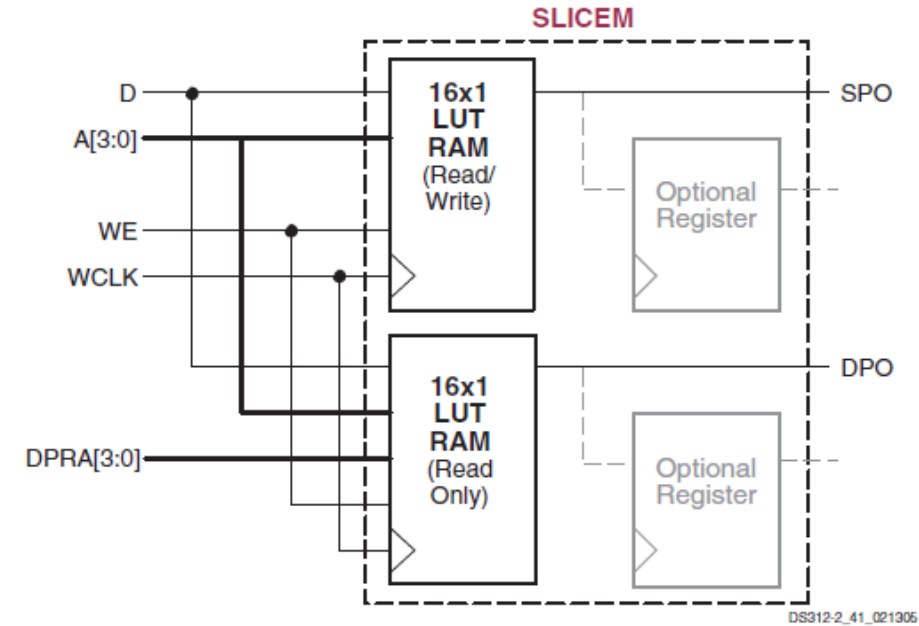 SLICEM
D
A[3:0]
WE
WCLK
16x1
LUT
RAM
(Read/
Write)
SPO
Optional
Register
DPRA[3:0]
16x1
LUT
RAM
(Read
Only)
DPO
Optional
Register
DS312-2_41_021305